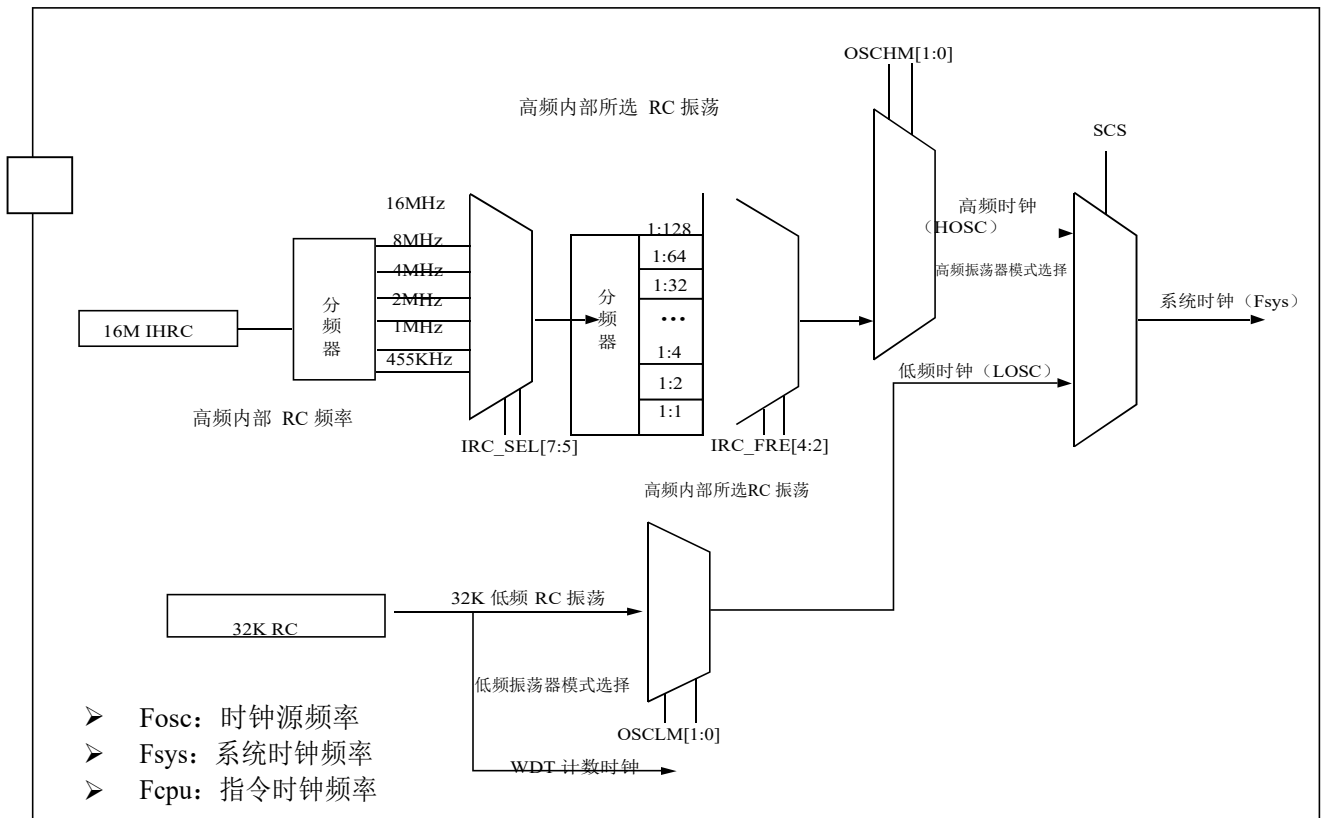 OSCHM[1:0]
高频内部所选 RC 振荡
SCS
16MHz
8MHz
4MHz
2MHz
1MHz
455KHz
16M IHRC
分频器
高频内部 RC 频率
IRC_SEL[7:5]
分频器
1:128
1:64
1:32
...
1:4
1:2
1:1
IRC_FRE[4:2]
高频内部所选RC 振荡
高频时钟
（HOSC）
高频振荡器模式选择
系统时钟（Fsys）
低频时钟（LOSC）
32K RC
32K 低频 RC 振荡
低频振荡器模式选择
OSCLM[1:0]
WDT 计数时钟
➢ Fosc：时钟源频率
➢ Fsys：系统时钟频率
➢ Fcpu：指令时钟频率